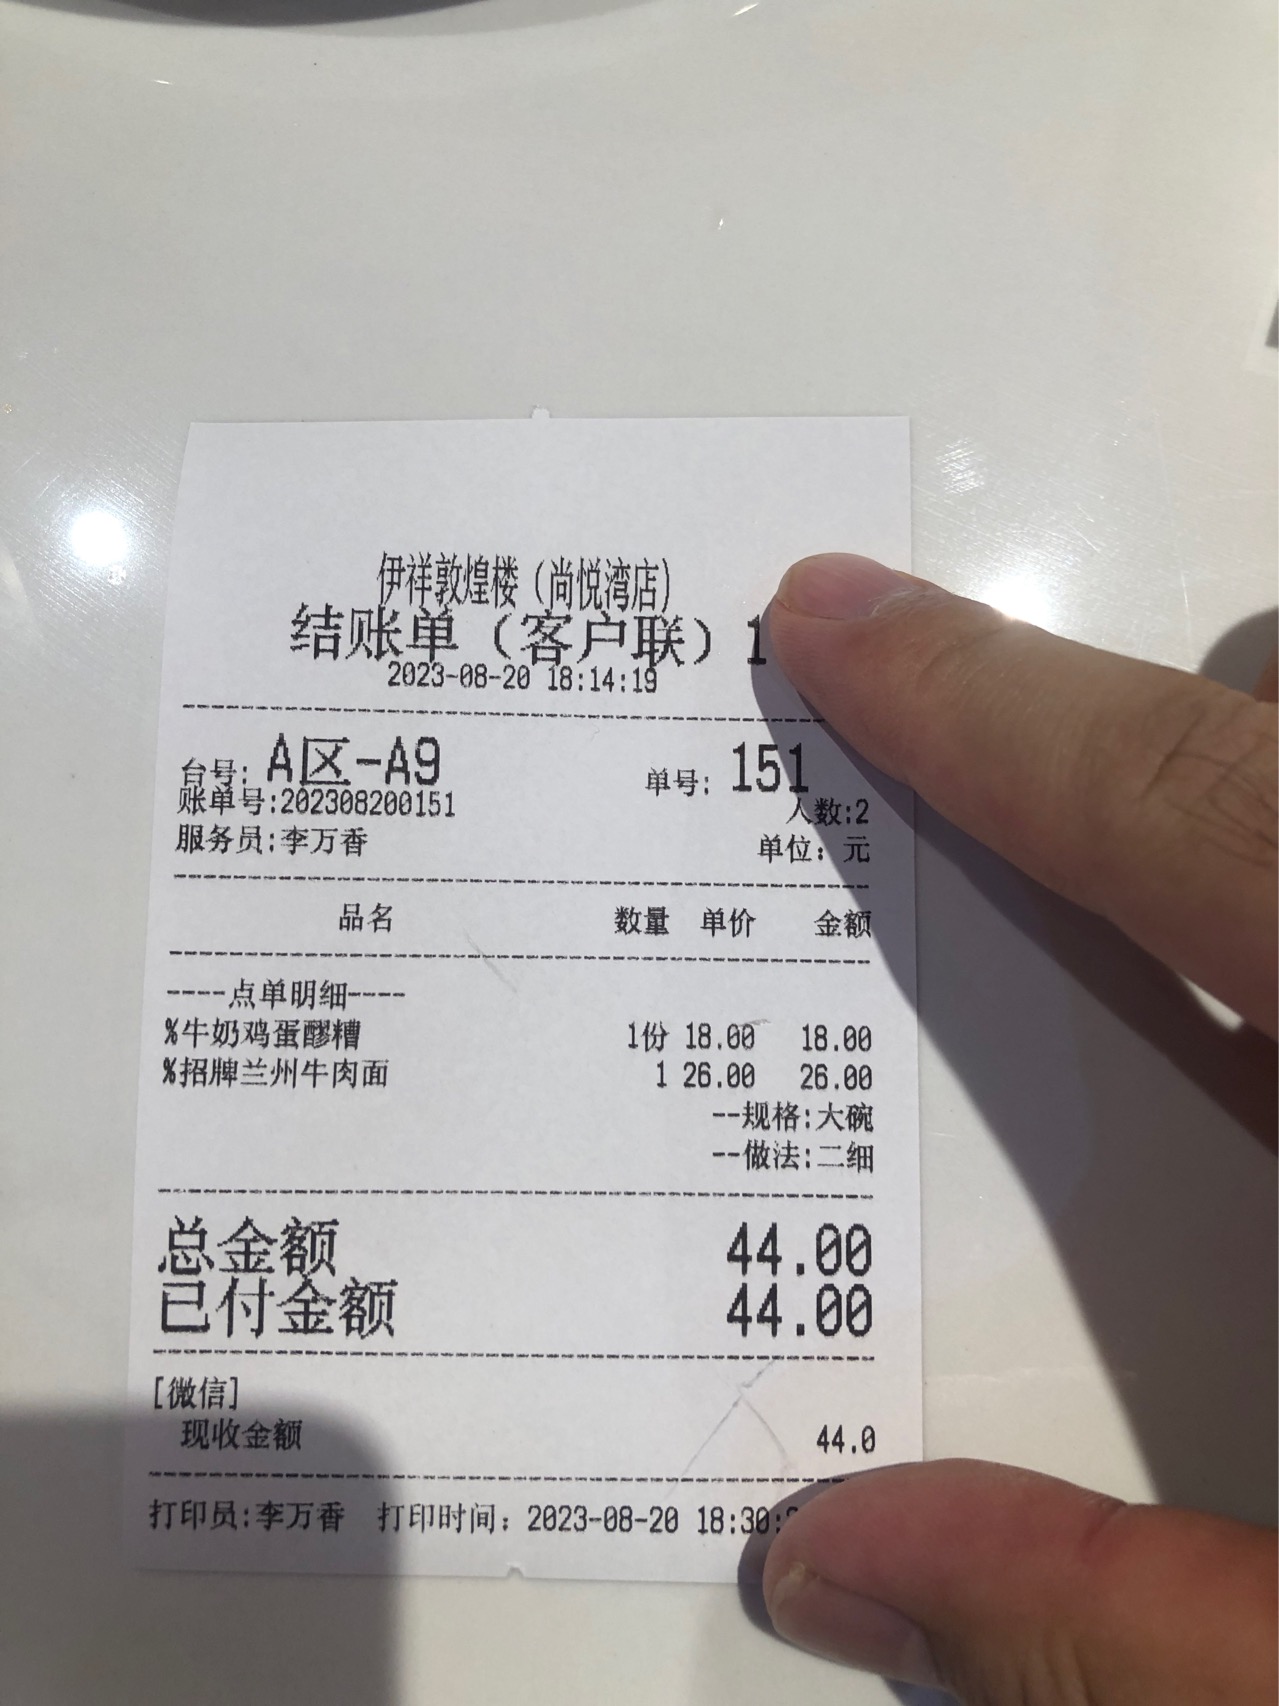 伊祥敦煌楼（尚悦湾店）
结账单（客户联）1
2023-08-20 18:14:19
台号: A区-A9 单号: 151
账单号:202308200151 人数:2
服务员:李万香 单位: 元
品名 数量 单价 金额
----点单明细----
%牛奶鸡蛋醪糟 1份 18.00 18.00
%招牌兰州牛肉面 1 26.00 26.00
--规格:大碗
--做法:二细
总金额 44.00
已付金额 44.00
[微信]
现收金额 44.0
打印员:李万香 打印时间: 2023-08-20 18:30: